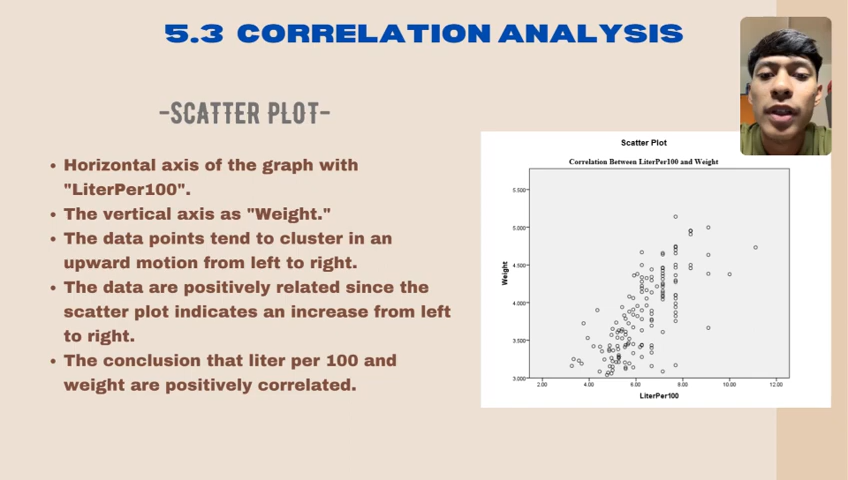 5.3 CORRELATION ANALYSIS
-SCATTER PLOT-
• Horizontal axis of the graph with
"LiterPer100".
• The vertical axis as "Weight."
• The data points tend to cluster in an
upward motion from left to right.
• The data are positively related since the
scatter plot indicates an increase from left
to right.
• The conclusion that liter per 100 and
weight are positively correlated.
Scatter Plot
Correlation Between LiterPer100 and Weight
Weight
5.500
5.000
4.500
4.000
3.500
3.000
2.00 4.00 6.00 8.00 10.00 12.00
LiterPer100